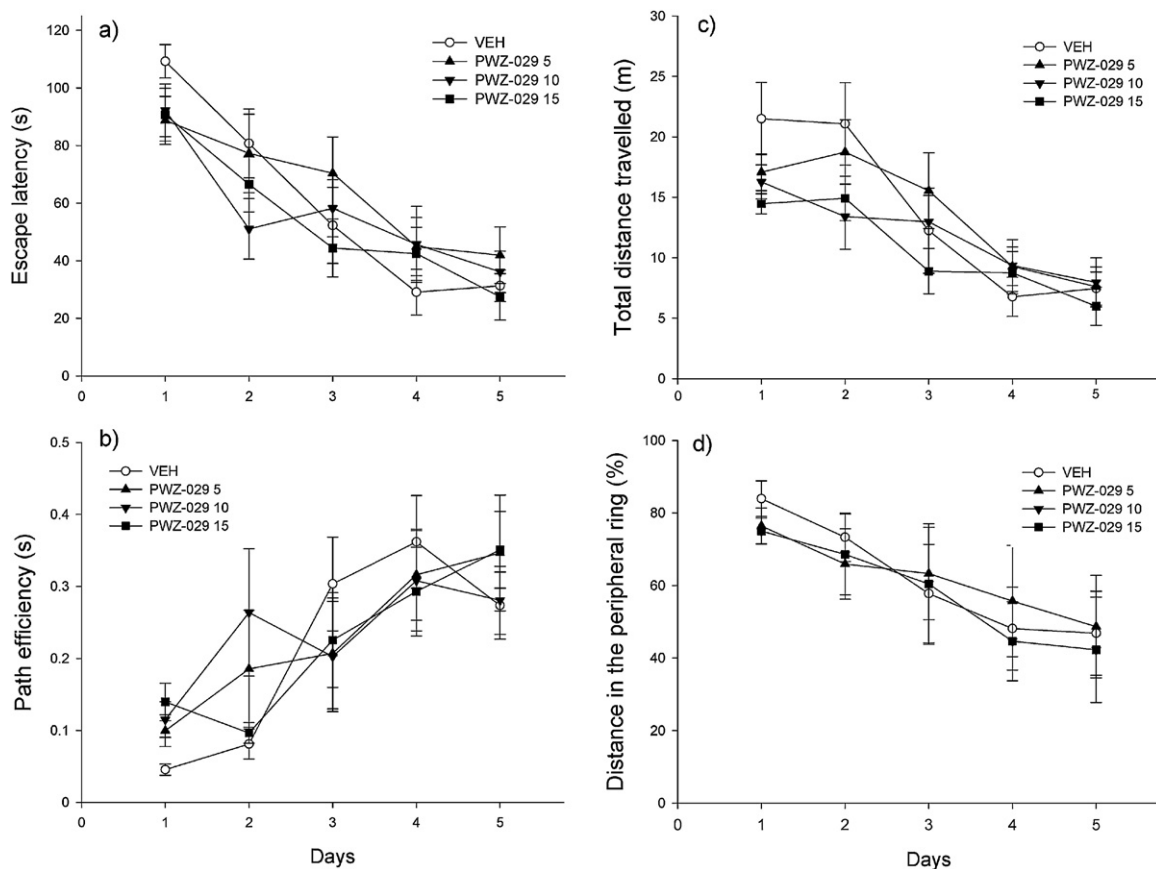 a)
VEH
PWZ-029 5
PWZ-029 10
PWZ-029 15
Escape latency (s)
120
100
80
60
40
20
0
0 1 2 3 4 5
c)
VEH
PWZ-029 5
PWZ-029 10
PWZ-029 15
Total distance travelled (m)
30
25
20
15
10
5
0
0 1 2 3 4 5
b)
VEH
PWZ-029 5
PWZ-029 10
PWZ-029 15
Path efficiency (s)
0.5
0.4
0.3
0.2
0.1
0
0 1 2 3 4 5
Days
d)
VEH
PWZ-029 5
PWZ-029 10
PWZ-029 15
Distance in the peripheral ring (%)
100
80
60
40
20
0
0 1 2 3 4 5
Days